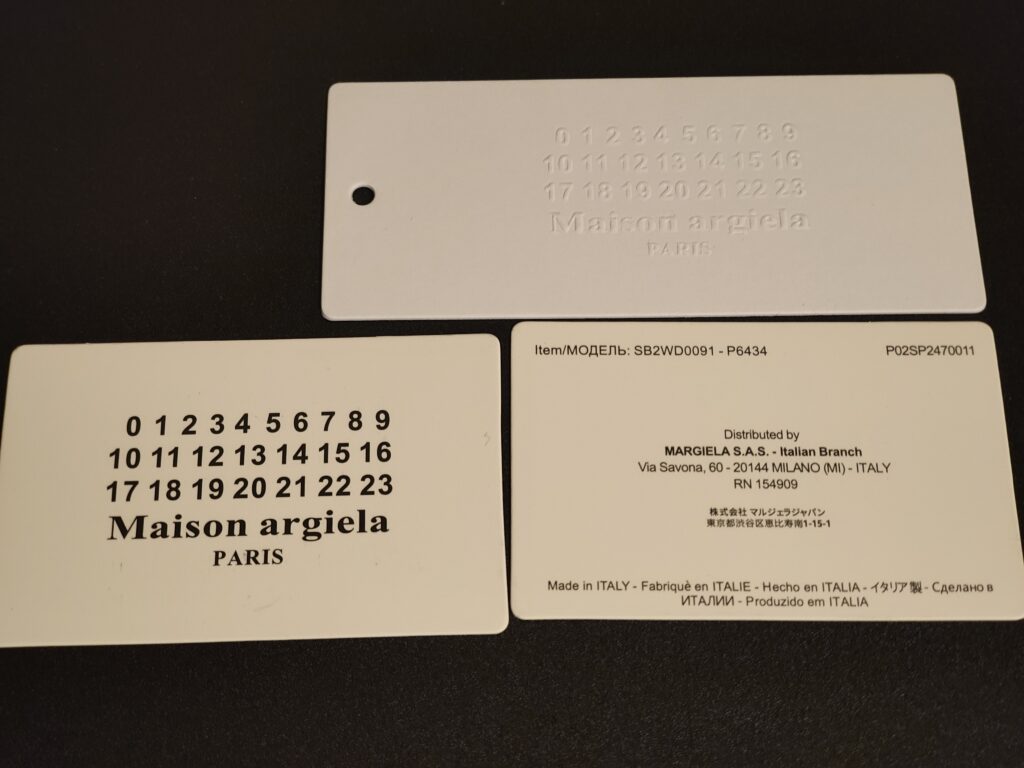 0 1 2 3 4 5 6 7 8 9
10 11 12 13 14 15 16
17 18 19 20 21 22 23
Maison argiela
PARIS
0 1 2 3 4 5 6 7 8 9
10 11 12 13 14 15 16
17 18 19 20 21 22 23
Maison argiela
PARIS
Item/МОДЕЛЬ: SB2WD0091 - P6434 P02SP2470011
Distributed by
MARGIELA S.A.S. - Italian Branch
Via Savona, 60 - 20144 MILANO (MI) - ITALY
RN 154909
株式会社 マルジェラジャパン
東京都渋谷区恵比寿南1-15-1
Made in ITALY - Fabriquè en ITALIE - Hecho en ITALIA - イタリア製 - Сделано в
ИТАЛИИ - Produzido em ITALIA